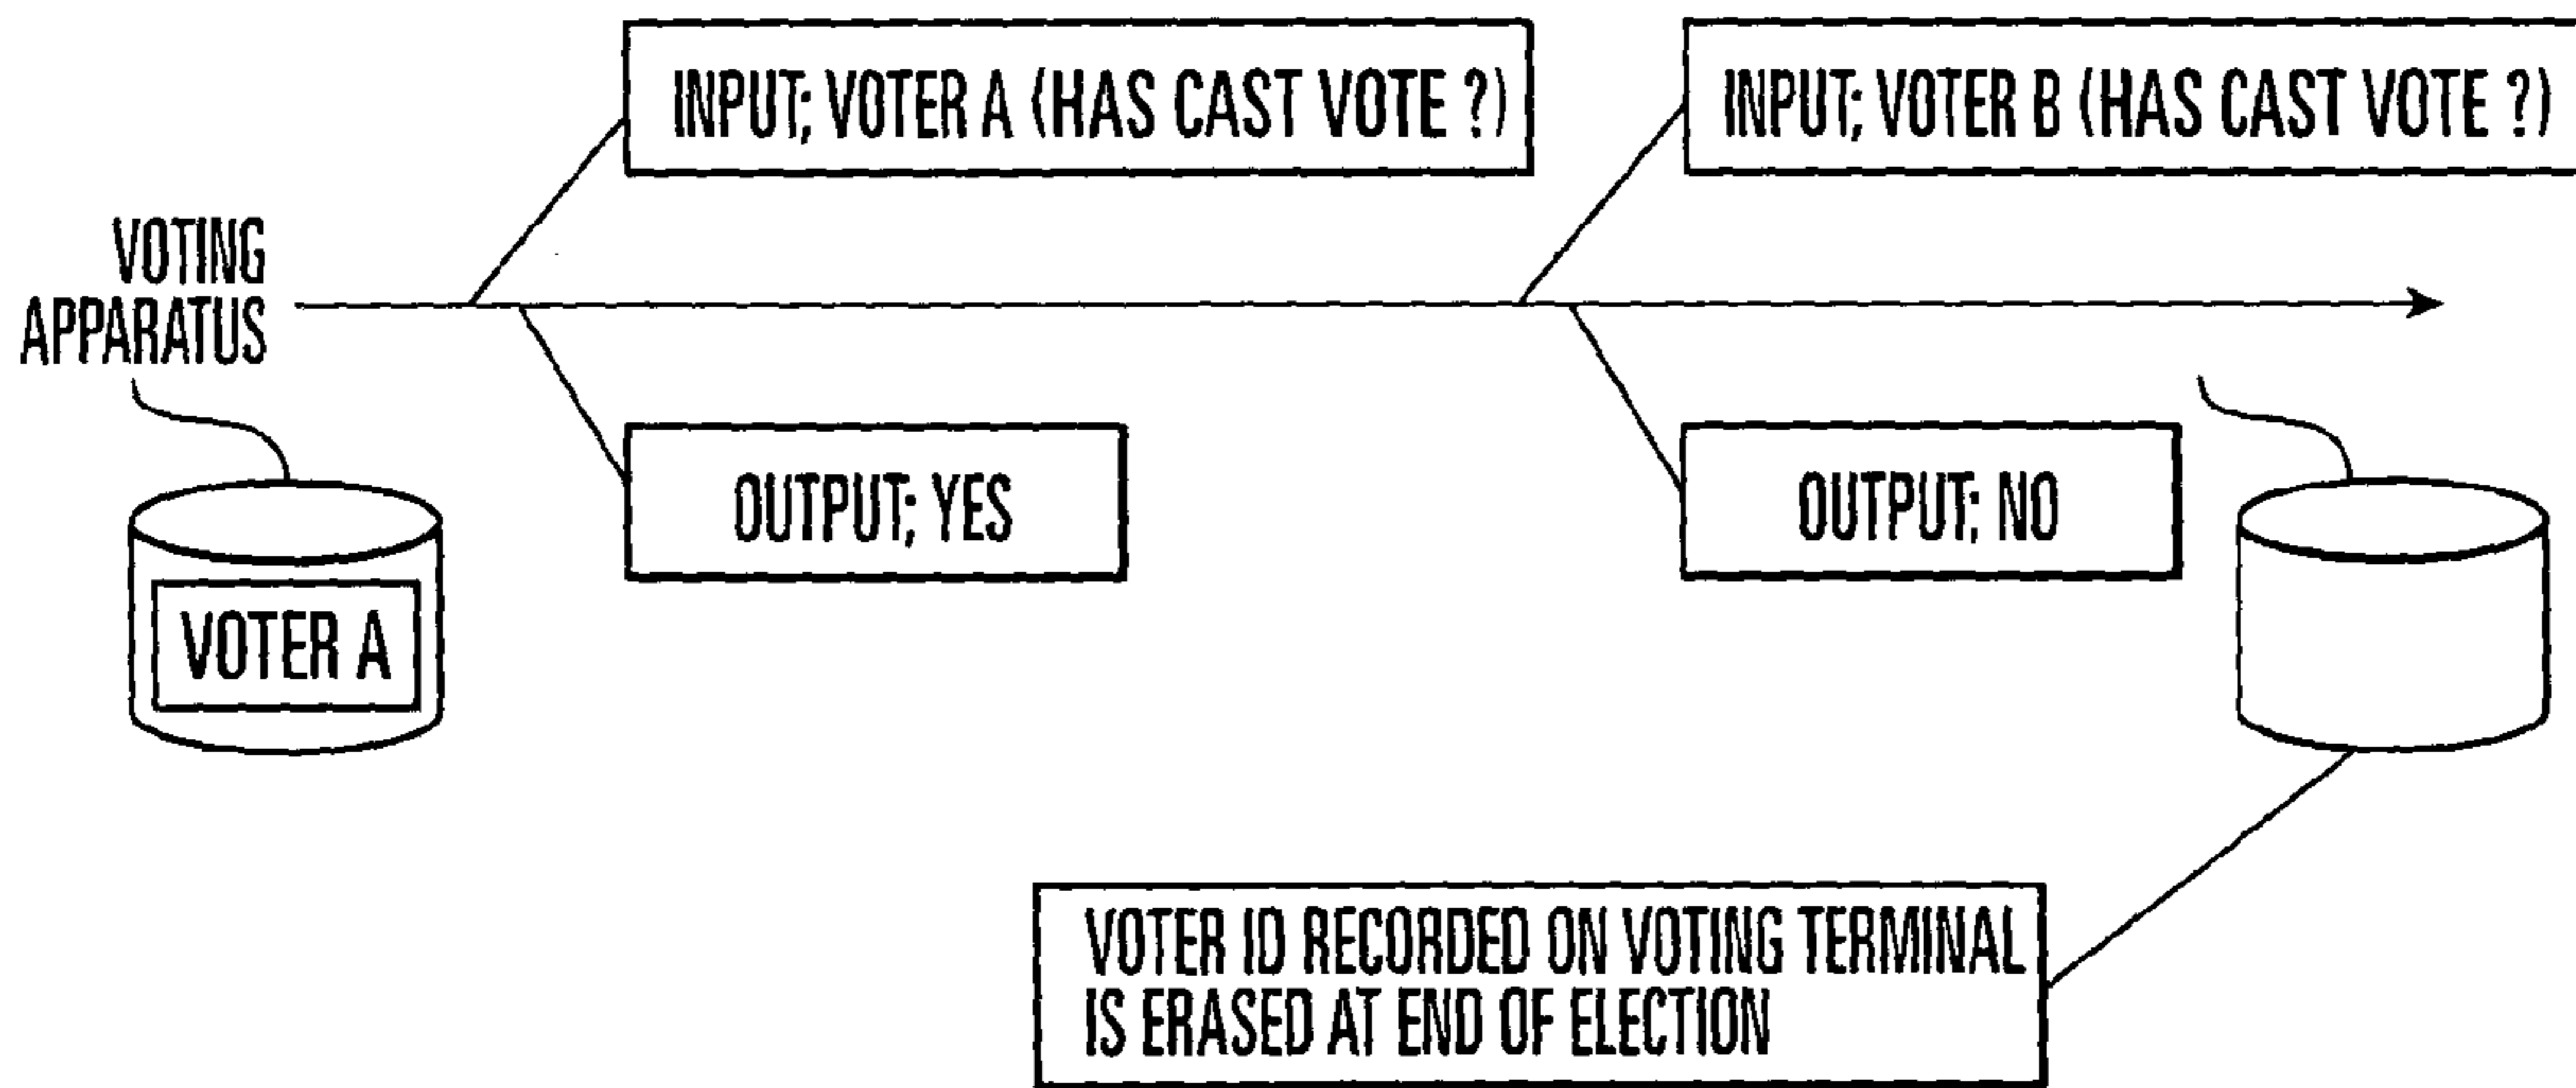 INPUT; VOTER A (HAS CAST VOTE ?)
INPUT; VOTER B (HAS CAST VOTE ?)
VOTING
APPARATUS
OUTPUT; YES
OUTPUT; NO
VOTER A
VOTER ID RECORDED ON VOTING TERMINAL
IS ERASED AT END OF ELECTION